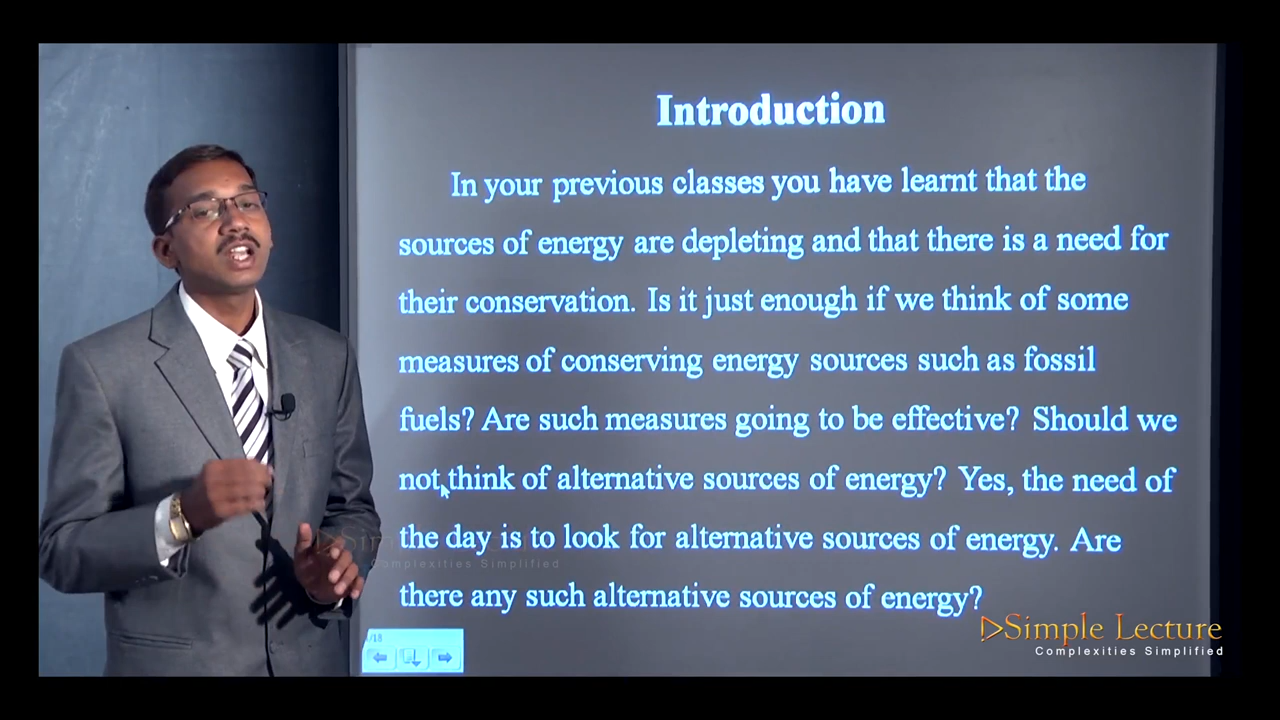 Introduction
In your previous classes you have learnt that the
sources of energy are depleting and that there is a need for
their conservation. Is it just enough if we think of some
measures of conserving energy sources such as fossil
fuels? Are such measures going to be effective? Should we
not think of alternative sources of energy? Yes, the need of
the day is to look for alternative sources of energy. Are
there any such alternative sources of energy?
Complexities Simplified
/18
Simple Lecture
Complexities Simplified